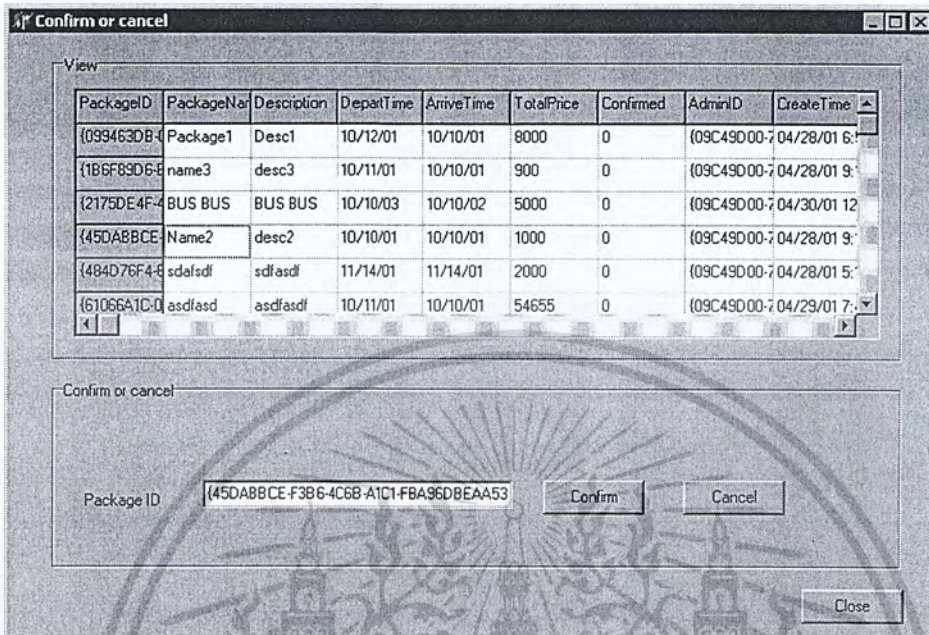 Confirm or cancel
View
PackageID PackageNar Description DepartTime ArriveTime TotalPrice Confirmed AdminID CreateTime
{099463DB-0 Package1 Desc1 10/12/01 10/10/01 8000 0 {09C49D00-7 04/28/01 6:
{1B6F89D6-E name3 desc3 10/11/01 10/10/01 900 0 {09C49D00-7 04/28/01 9:
{2175DE4F-4 BUS BUS BUS BUS 10/10/03 10/10/02 5000 0 {09C49D00-7 04/30/01 12
{45DABBCE- Name2 desc2 10/10/01 10/10/01 1000 0 {09C49D00-7 04/28/01 9:
{484D76F4-6 sdafsdf sdfasdf 11/14/01 11/14/01 2000 0 {09C49D00-7 04/28/01 5:
{61066A1C-0 asdfasd asdfasdf 10/11/01 10/10/01 54655 0 {09C49D00-7 04/29/01 7:
Confirm or cancel
Package ID {45DABBCE-F3B6-4C6B-A1C1-FBA96DBEAA53 Confirm Cancel
Close